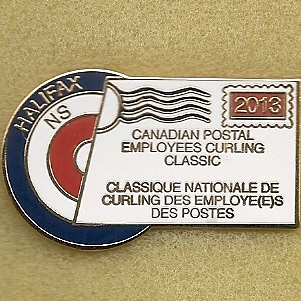 HALIFAX
NS
2013
CANADIAN POSTAL
EMPLOYEES CURLING
CLASSIC
CLASSIQUE NATIONALE DE
CURLING DES EMPLOYE(E)S
DES POSTES